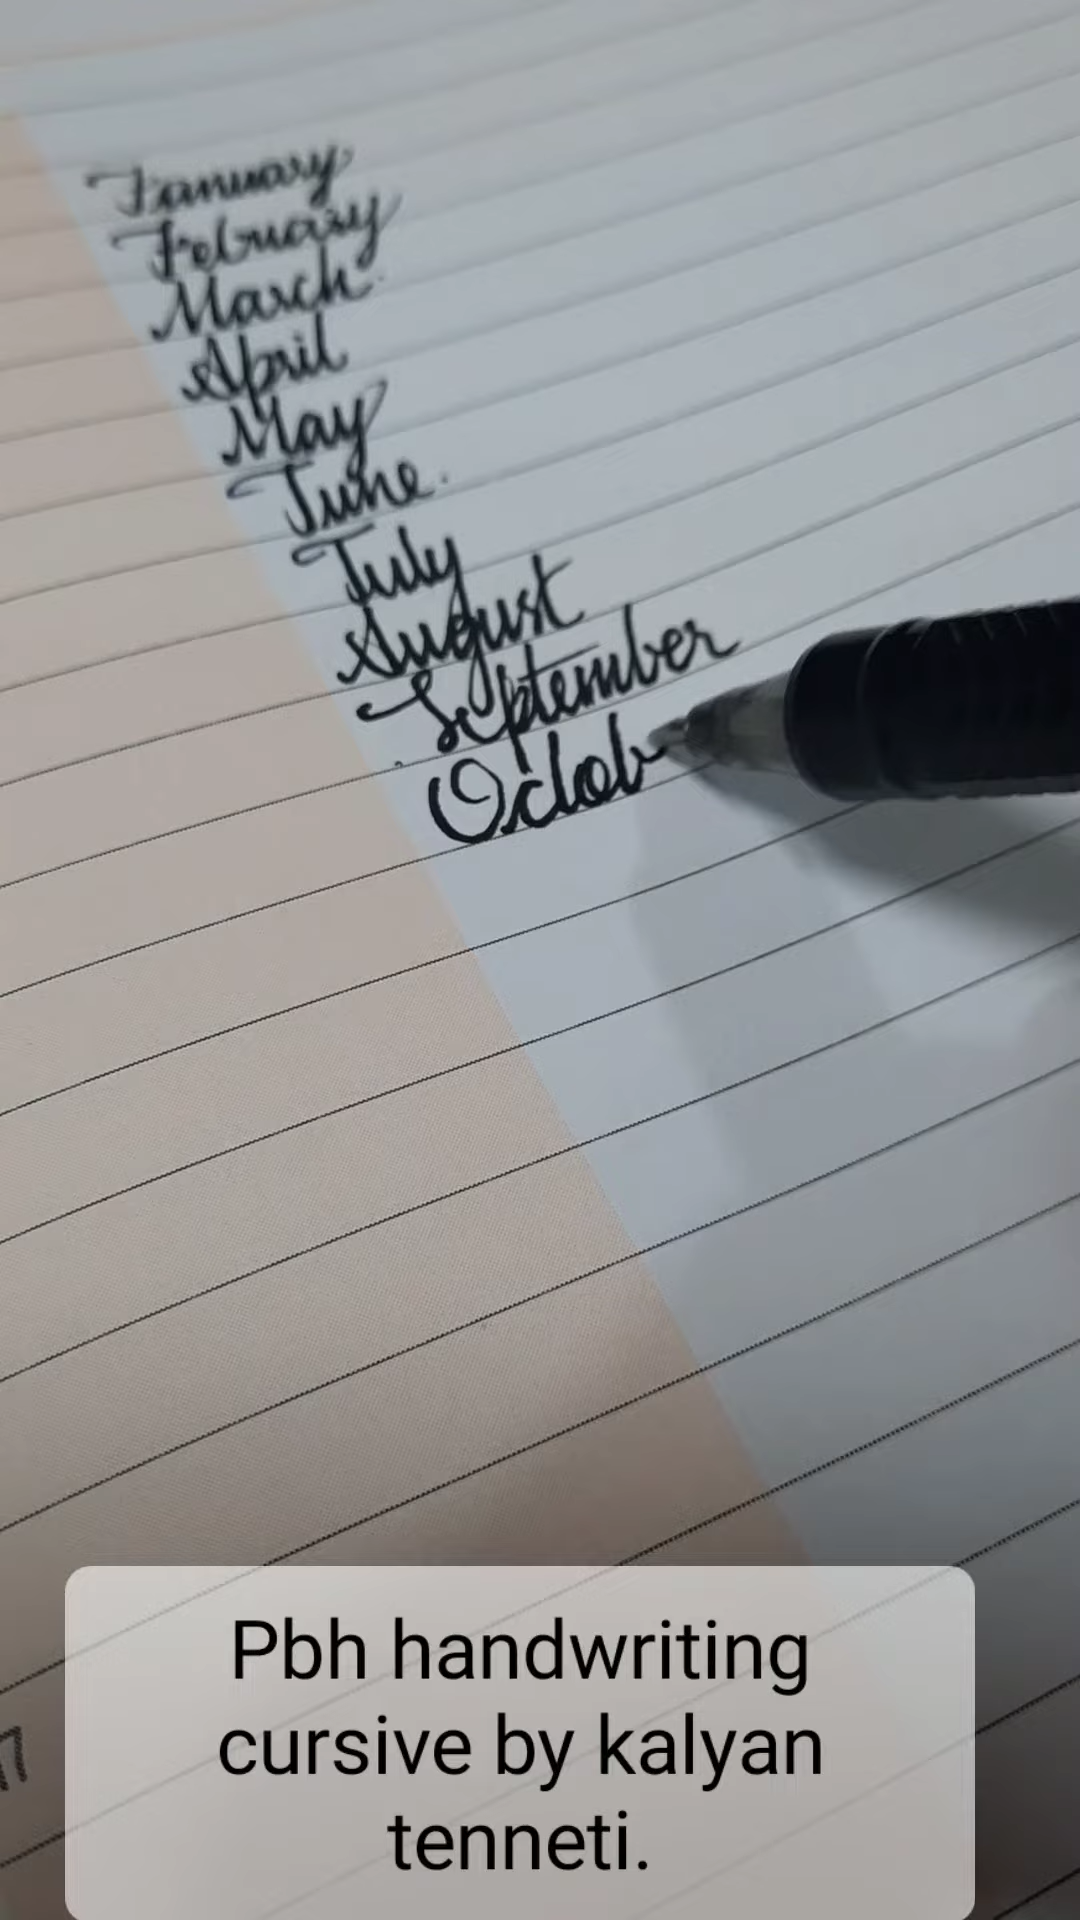 January
February
March
April
May
June.
July
August
September
Octob
Pbh handwriting
cursive by kalyan
tenneti.